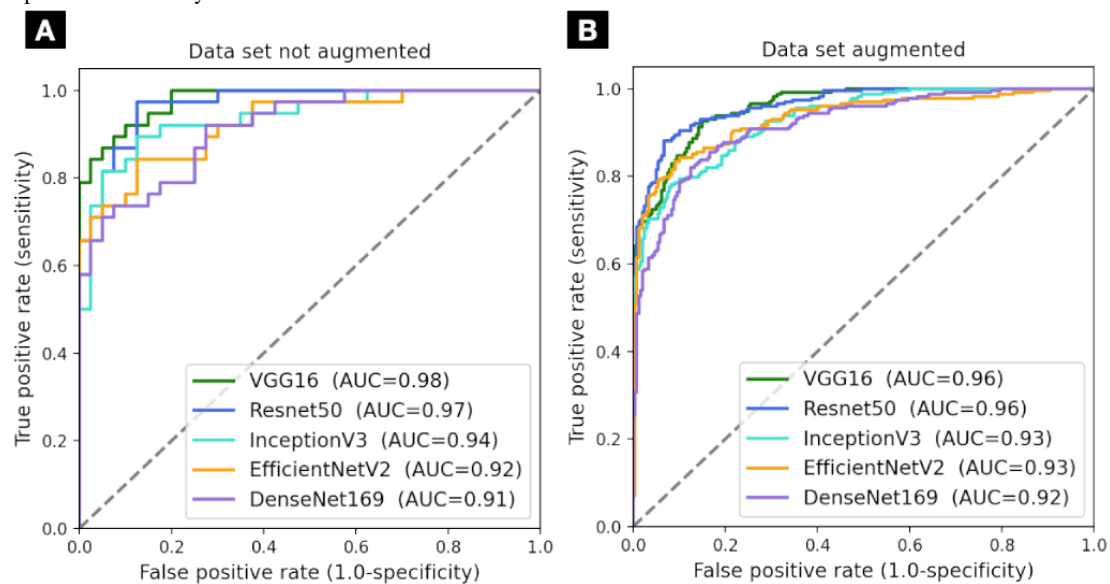 A
Data set not augmented
True positive rate (sensitivity)
1.0
0.8
0.6
0.4
0.2
0.0
VGG16 (AUC=0.98)
Resnet50 (AUC=0.97)
InceptionV3 (AUC=0.94)
EfficientNetV2 (AUC=0.92)
DenseNet169 (AUC=0.91)
0.0 0.2 0.4 0.6 0.8 1.0
False positive rate (1.0-specificity)
B
Data set augmented
True positive rate (sensitivity)
1.0
0.8
0.6
0.4
0.2
0.0
VGG16 (AUC=0.96)
Resnet50 (AUC=0.96)
InceptionV3 (AUC=0.93)
EfficientNetV2 (AUC=0.93)
DenseNet169 (AUC=0.92)
0.0 0.2 0.4 0.6 0.8 1.0
False positive rate (1.0-specificity)